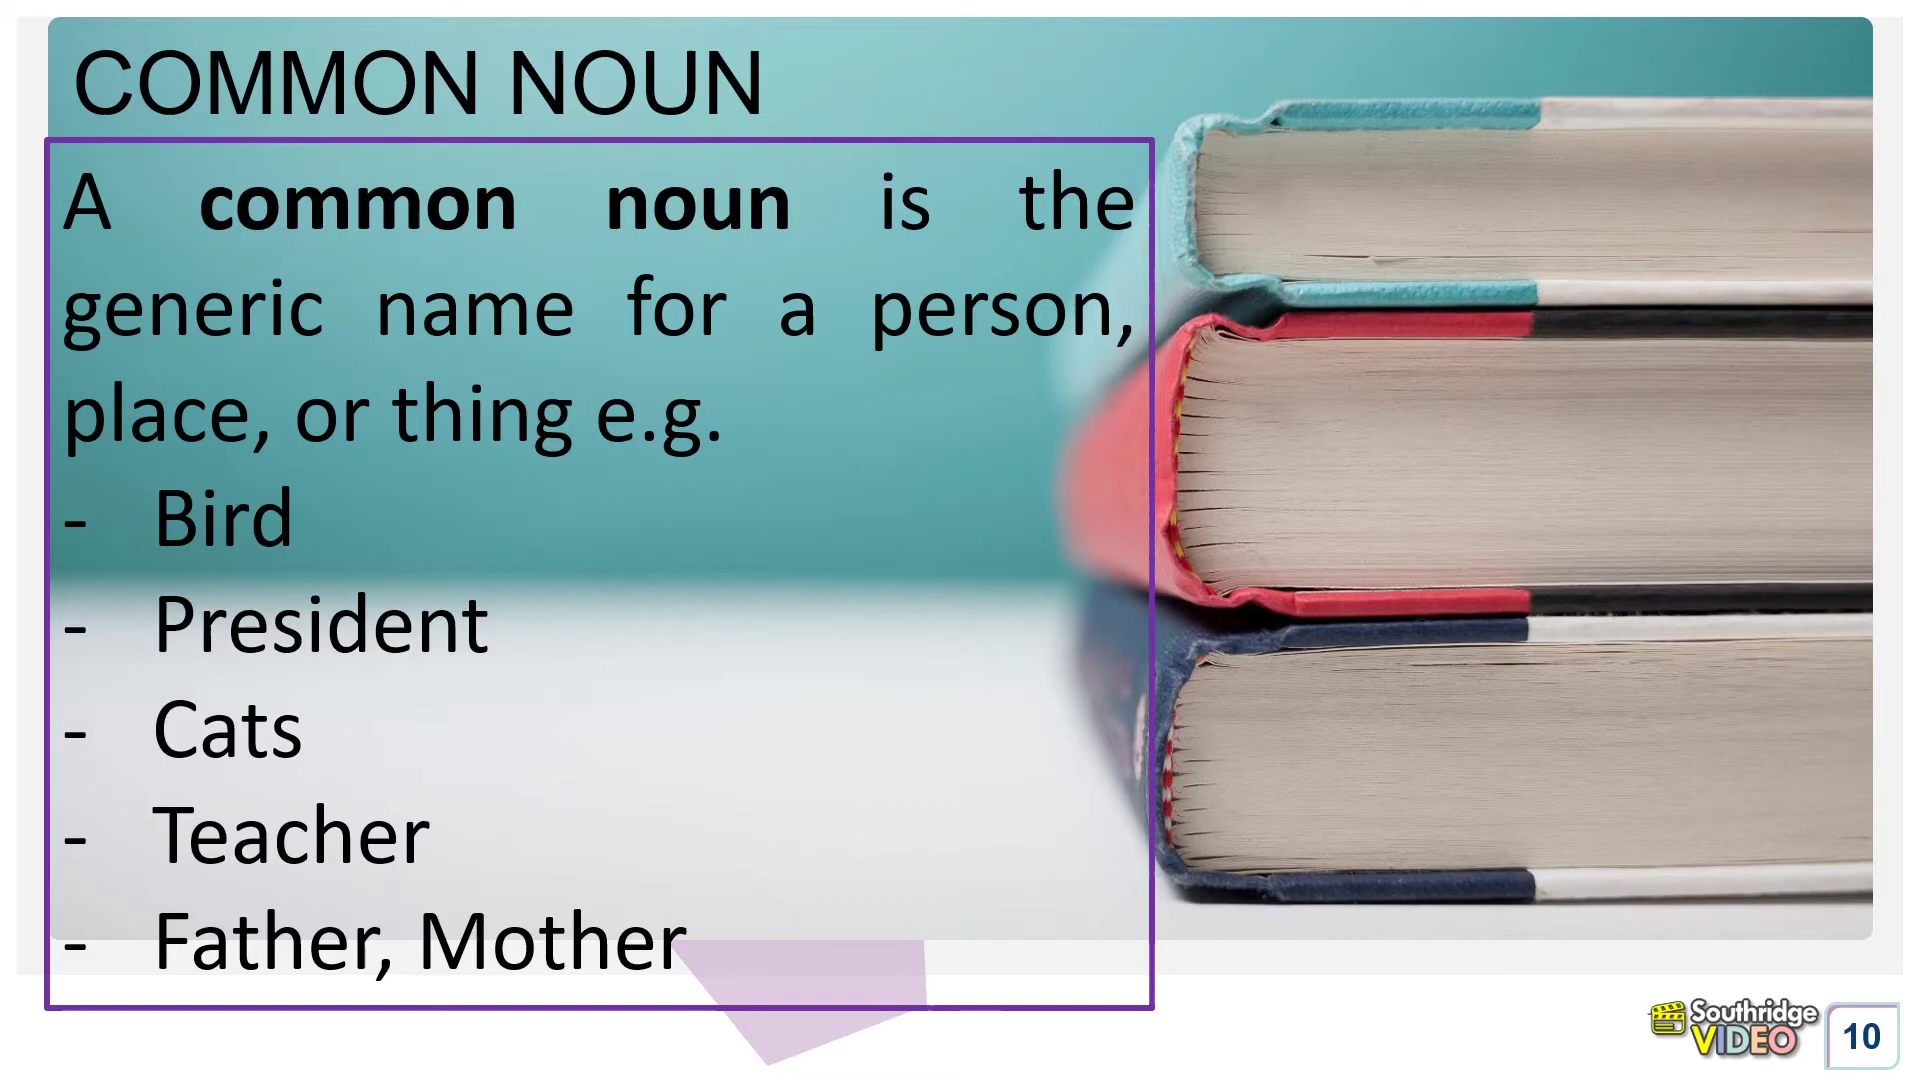 COMMON NOUN
A common noun is the
generic name for a person,
place, or thing e.g.
- Bird
- President
- Cats
- Teacher
- Father, Mother
Southridge
VIDEO
10